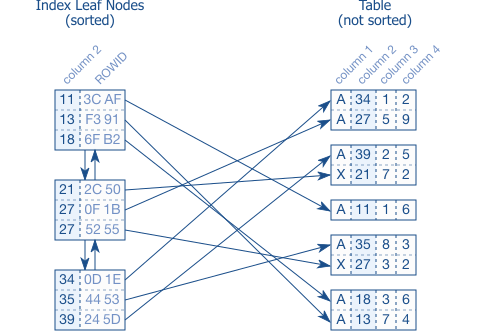 Index Leaf Nodes
(sorted)
column 2
ROWID
11 3C AF
13 F3 91
18 6F B2
21 2C 50
27 0F 1B
27 52 55
34 0D 1E
35 44 53
39 24 5D
Table
(not sorted)
column 1
column 2
column 3
column 4
A 34 1 2
A 27 5 9
A 39 2 5
X 21 7 2
A 11 1 6
A 35 8 3
X 27 3 2
A 18 3 6
A 13 7 4